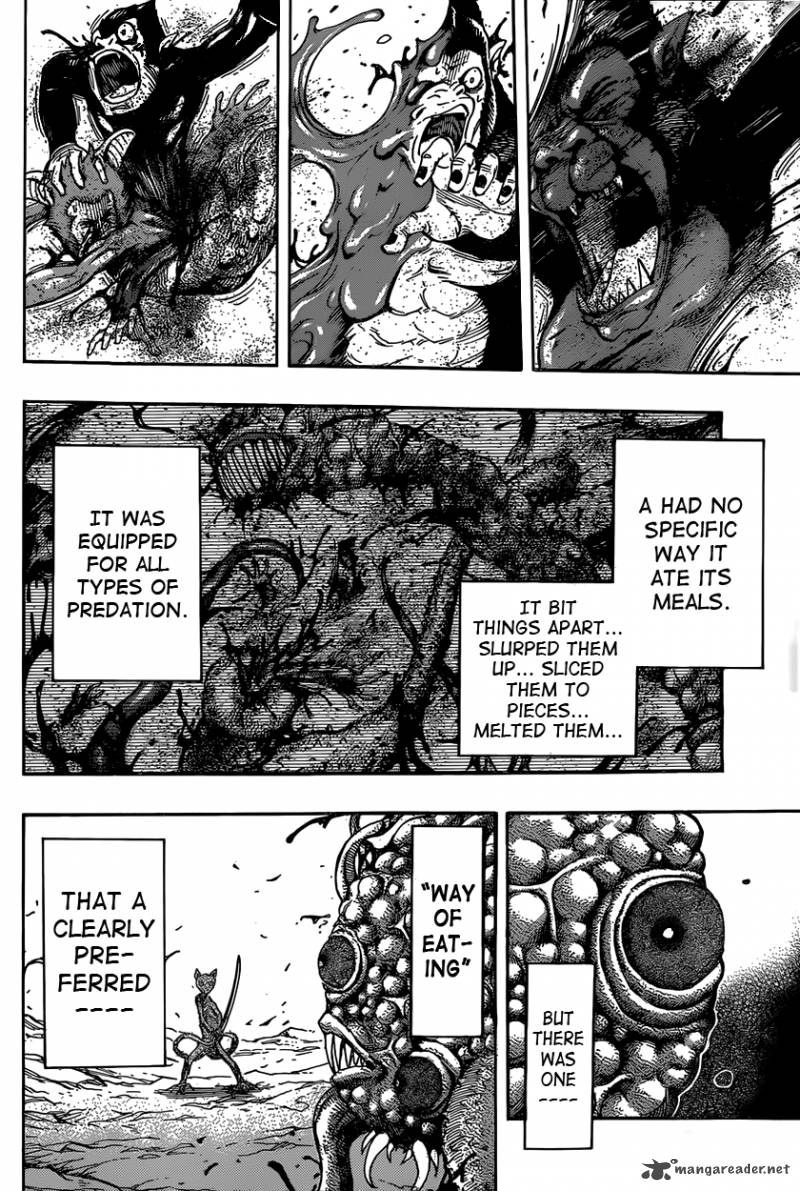 A HAD NO
SPECIFIC
WAY IT
ATE ITS
MEALS.
IT BIT
THINGS APART...
SLURPED THEM
UP... SLICED
THEM TO
PIECES...
MELTED THEM...
IT WAS
EQUIPPED
FOR ALL
TYPES OF
PREDATION.
BUT
THERE
WAS
ONE
----
"WAY
OF
EAT-
ING"
THAT A
CLEARLY
PRE-
FERRED
----
mangareader.net